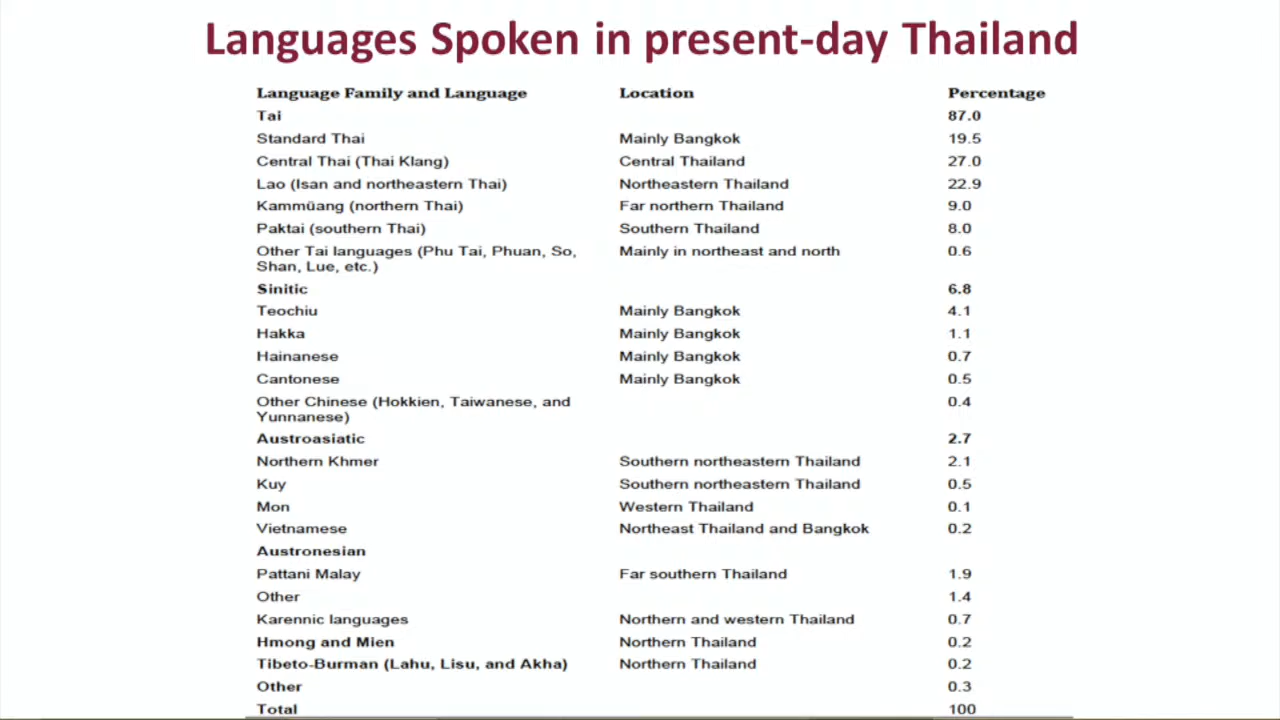 Languages Spoken in present-day Thailand
Language Family and Language Location Percentage
Tai 87.0
Standard Thai Mainly Bangkok 19.5
Central Thai (Thai Klang) Central Thailand 27.0
Lao (Isan and northeastern Thai) Northeastern Thailand 22.9
Kammüang (northern Thai) Far northern Thailand 9.0
Paktai (southern Thai) Southern Thailand 8.0
Other Tai languages (Phu Tai, Phuan, So, Mainly in northeast and north 0.6
Shan, Lue, etc.)
Sinitic 6.8
Teochiu Mainly Bangkok 4.1
Hakka Mainly Bangkok 1.1
Hainanese Mainly Bangkok 0.7
Cantonese Mainly Bangkok 0.5
Other Chinese (Hokkien, Taiwanese, and 0.4
Yunnanese)
Austroasiatic 2.7
Northern Khmer Southern northeastern Thailand 2.1
Kuy Southern northeastern Thailand 0.5
Mon Western Thailand 0.1
Vietnamese Northeast Thailand and Bangkok 0.2
Austronesian
Pattani Malay Far southern Thailand 1.9
Other 1.4
Karennic languages Northern and western Thailand 0.7
Hmong and Mien Northern Thailand 0.2
Tibeto-Burman (Lahu, Lisu, and Akha) Northern Thailand 0.2
Other 0.3
Total 100